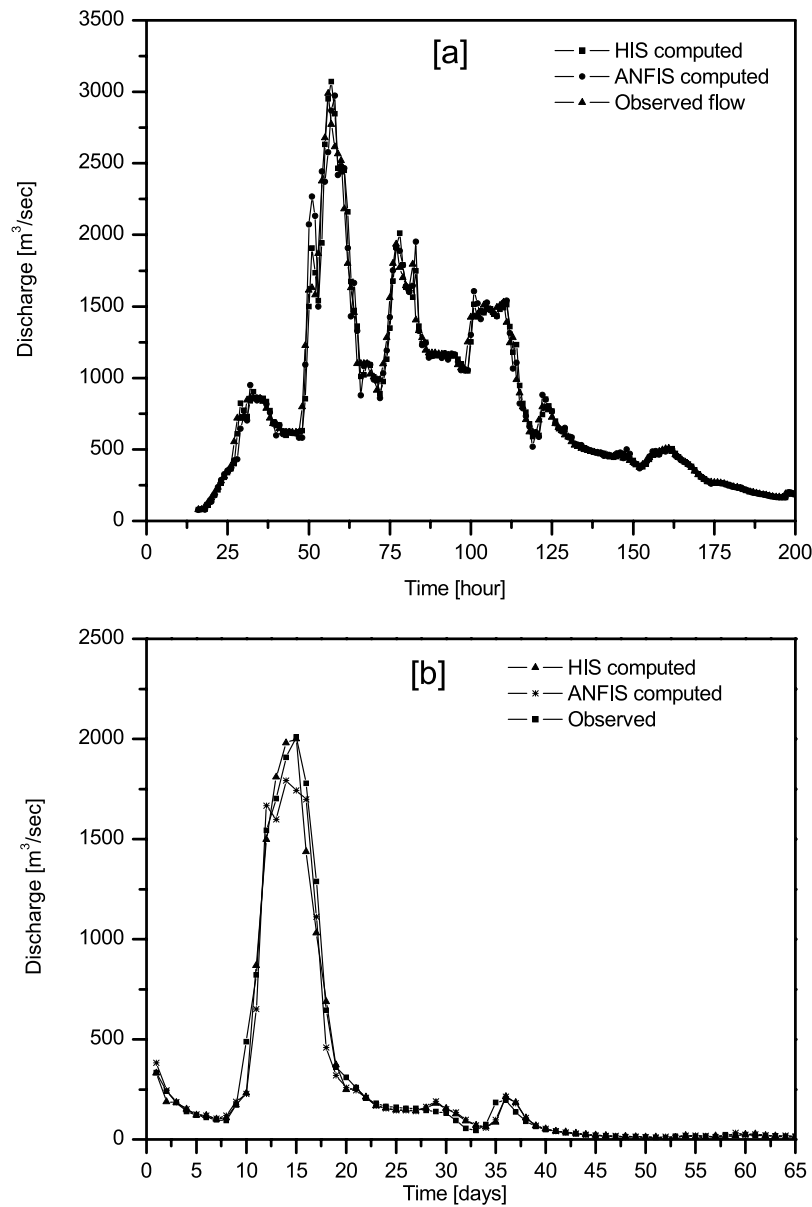 [a]
HIS computed
ANFIS computed
Observed flow
3500
3000
2500
2000
1500
1000
500
0
Discharge [m³/sec]
0 25 50 75 100 125 150 175 200
Time [hour]
[b]
HIS computed
ANFIS computed
Observed
2500
2000
1500
1000
500
0
Discharge [m³/sec]
0 5 10 15 20 25 30 35 40 45 50 55 60 65
Time [days]